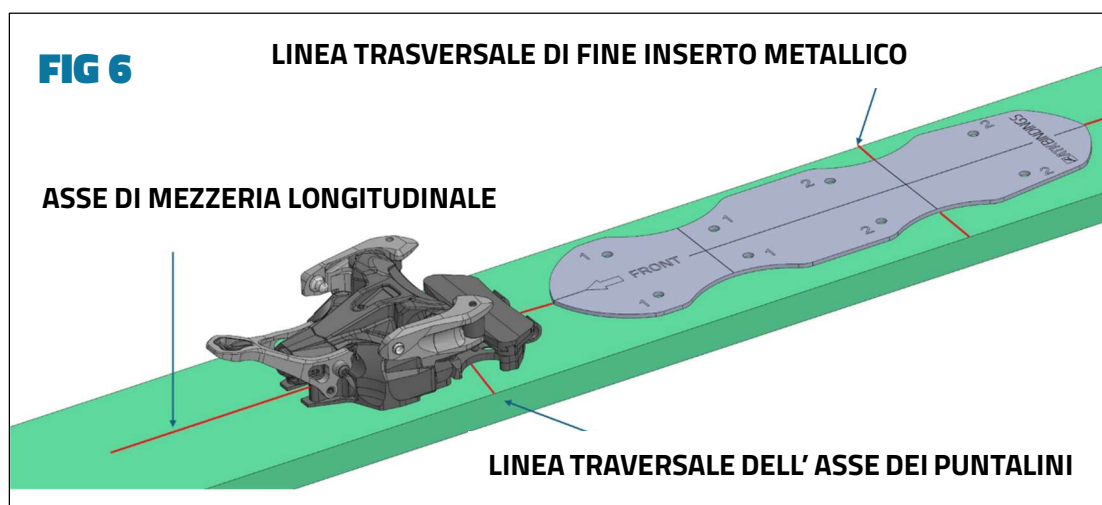 FIG 6
LINEA TRASVERSALE DI FINE INSERTO METALLICO
ASSE DI MEZZERIA LONGITUDINALE
2
2
ATKBINDINGS
2
2
1
1
1
FRONT
1
LINEA TRAVERSALE DELL' ASSE DEI PUNTALINI